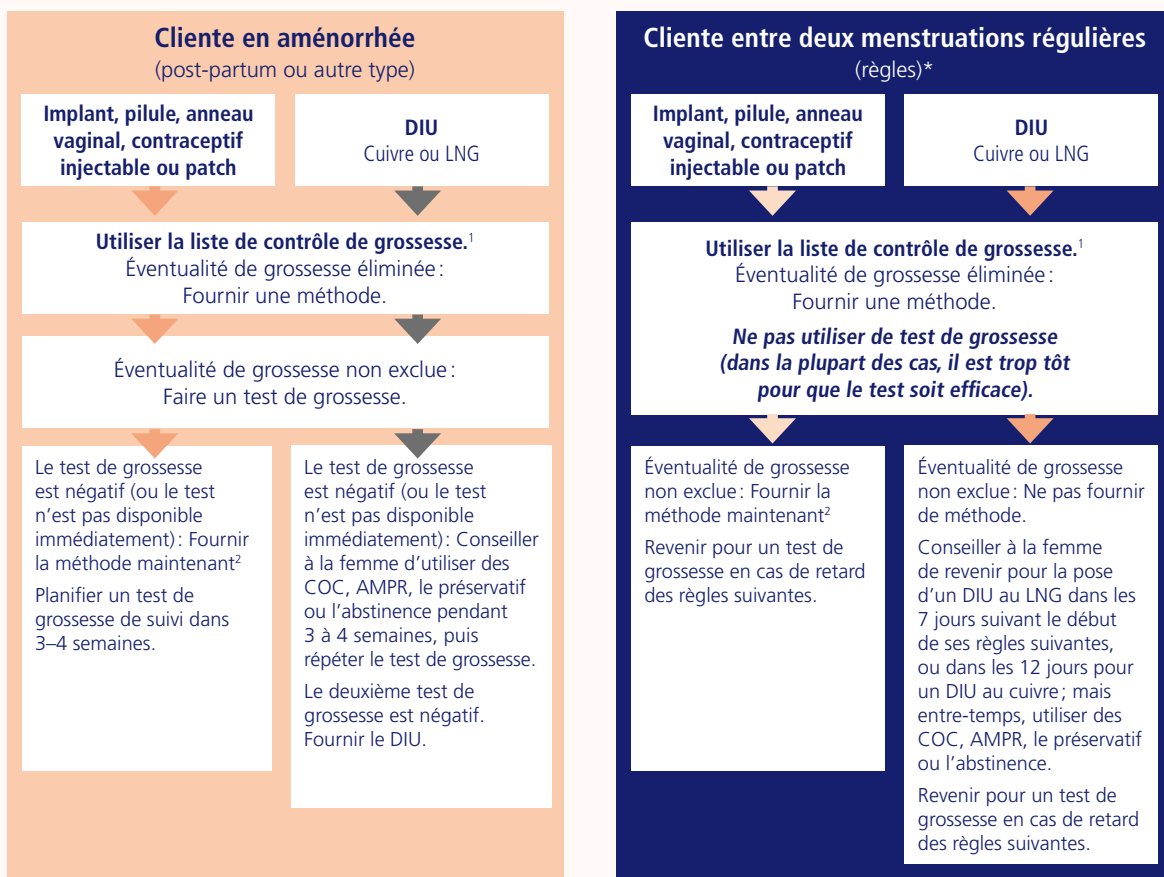 Cliente en aménorrhée
(post-partum ou autre type)
Implant, pilule, anneau
vaginal, contraceptif
injectable ou patch
DIU
Cuivre ou LNG
Utiliser la liste de contrôle de grossesse.¹
Éventualité de grossesse éliminée :
Fournir une méthode.
Éventualité de grossesse non exclue :
Faire un test de grossesse.
Le test de grossesse
est négatif (ou le test
n’est pas disponible
immédiatement) : Fournir
la méthode maintenant²
Planifier un test de
grossesse de suivi dans
3–4 semaines.
Le test de grossesse
est négatif (ou le test
n’est pas disponible
immédiatement) : Conseiller
à la femme d’utiliser des
COC, AMPR, le préservatif
ou l’abstinence pendant
3 à 4 semaines, puis
répéter le test de grossesse.
Le deuxième test de
grossesse est négatif.
Fournir le DIU.
Cliente entre deux menstruations régulières
(règles)*
Implant, pilule, anneau
vaginal, contraceptif
injectable ou patch
DIU
Cuivre ou LNG
Utiliser la liste de contrôle de grossesse.¹
Éventualité de grossesse éliminée :
Fournir une méthode.
Ne pas utiliser de test de grossesse
(dans la plupart des cas, il est trop tôt
pour que le test soit efficace).
Éventualité de grossesse
non exclue : Fournir la
méthode maintenant²
Revenir pour un test de
grossesse en cas de retard
des règles suivantes.
Éventualité de grossesse
non exclue : Ne pas fournir
de méthode.
Conseiller à la femme
de revenir pour la pose
d’un DIU au LNG dans les
7 jours suivant le début
de ses règles suivantes,
ou dans les 12 jours pour
un DIU au cuivre ; mais
entre-temps, utiliser des
COC, AMPR, le préservatif
ou l’abstinence.
Revenir pour un test de
grossesse en cas de retard
des règles suivantes.